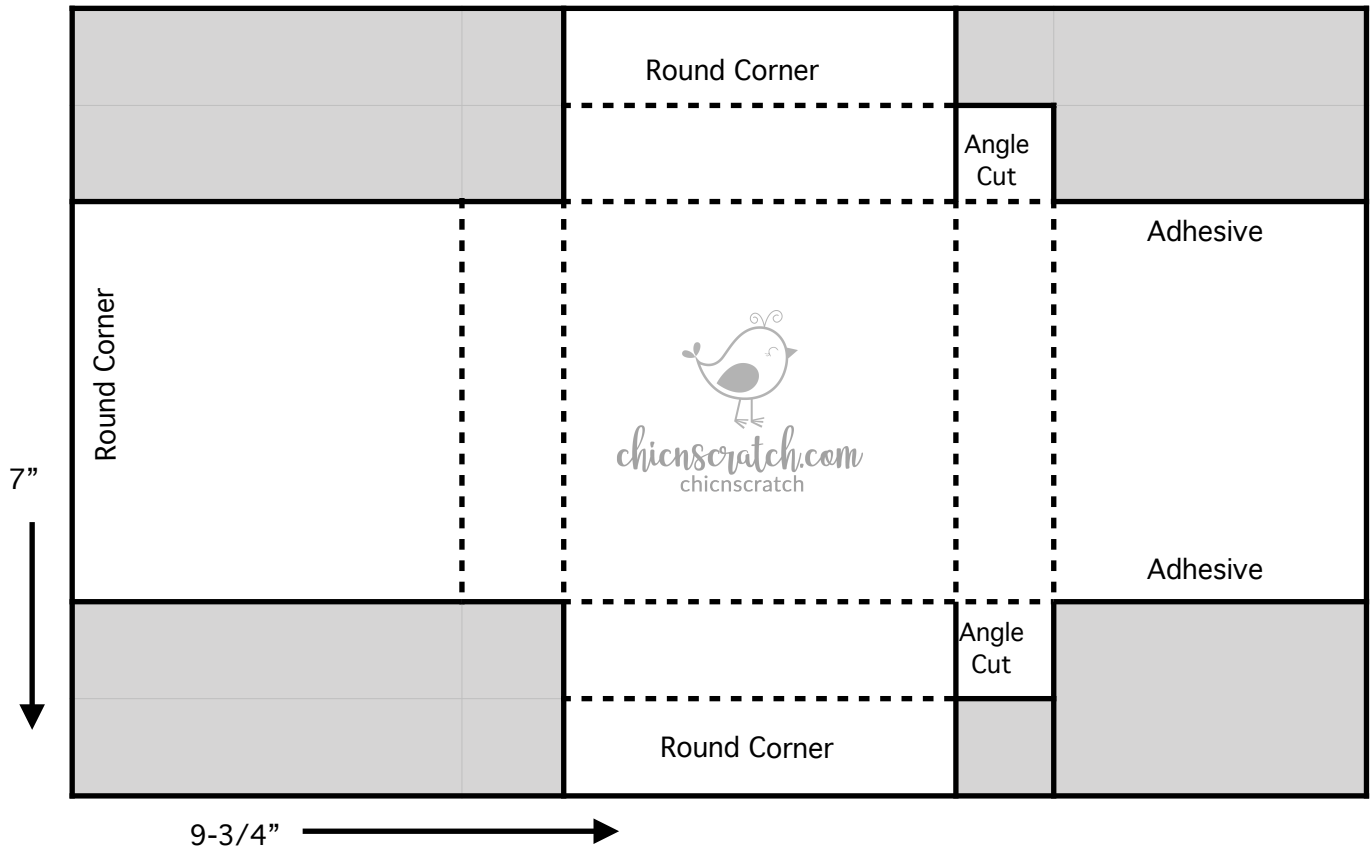 Round Corner
Angle
Cut
Adhesive
Round Corner
chicnscratch.com
chicnscratch
7”
Adhesive
Angle
Cut
Round Corner
9-3/4”